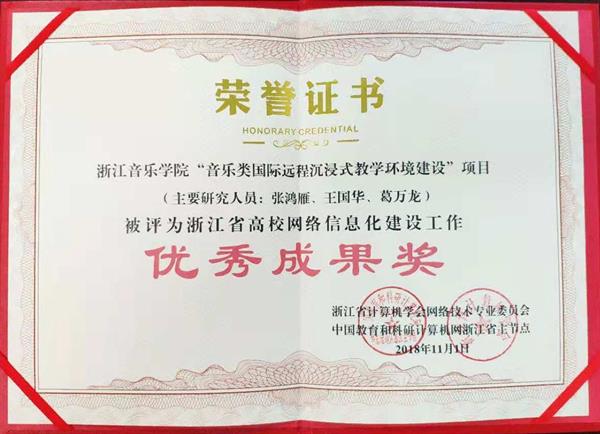 荣誉证书
HONORARY CREDENTIAL
浙江音乐学院“音乐类国际远程沉浸式教学环境建设”项目
（主要研究人员：张鸿雁、王国华、葛万龙）
被评为浙江省高校网络信息化建设工作
优秀成果奖
浙江省计算机学会网络技术专业委员会
中国教育和科研计算机网浙江省主节点
2018年11月1日